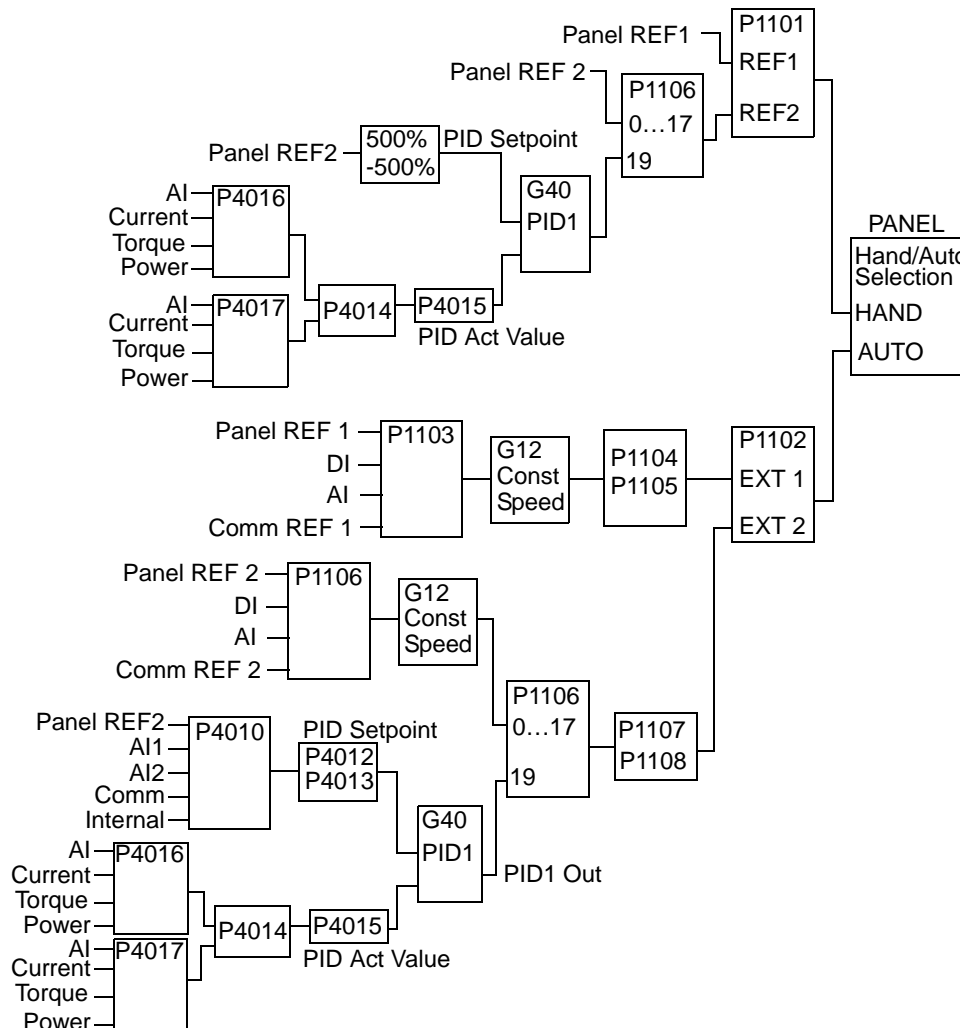 P1101
Panel REF1
REF1
Panel REF 2
P1106
0...17
REF2
19
Panel REF2
500%
-500%
PID Setpoint
G40
PID1
AI
Current
Torque
Power
P4016
AI
Current
Torque
Power
P4017
P4014
P4015
PID Act Value
PANEL
Hand/Auto
Selection
HAND
AUTO
Panel REF 1
DI
AI
Comm REF 1
P1103
G12
Const
Speed
P1104
P1105
P1102
EXT 1
EXT 2
Panel REF 2
DI
AI
Comm REF 2
P1106
G12
Const
Speed
P1106
0...17
19
P1107
P1108
Panel REF2
AI1
AI2
Comm
Internal
P4010
PID Setpoint
P4012
P4013
G40
PID1
PID1 Out
AI
Current
Torque
Power
P4016
AI
Current
Torque
Power
P4017
P4014
P4015
PID Act Value